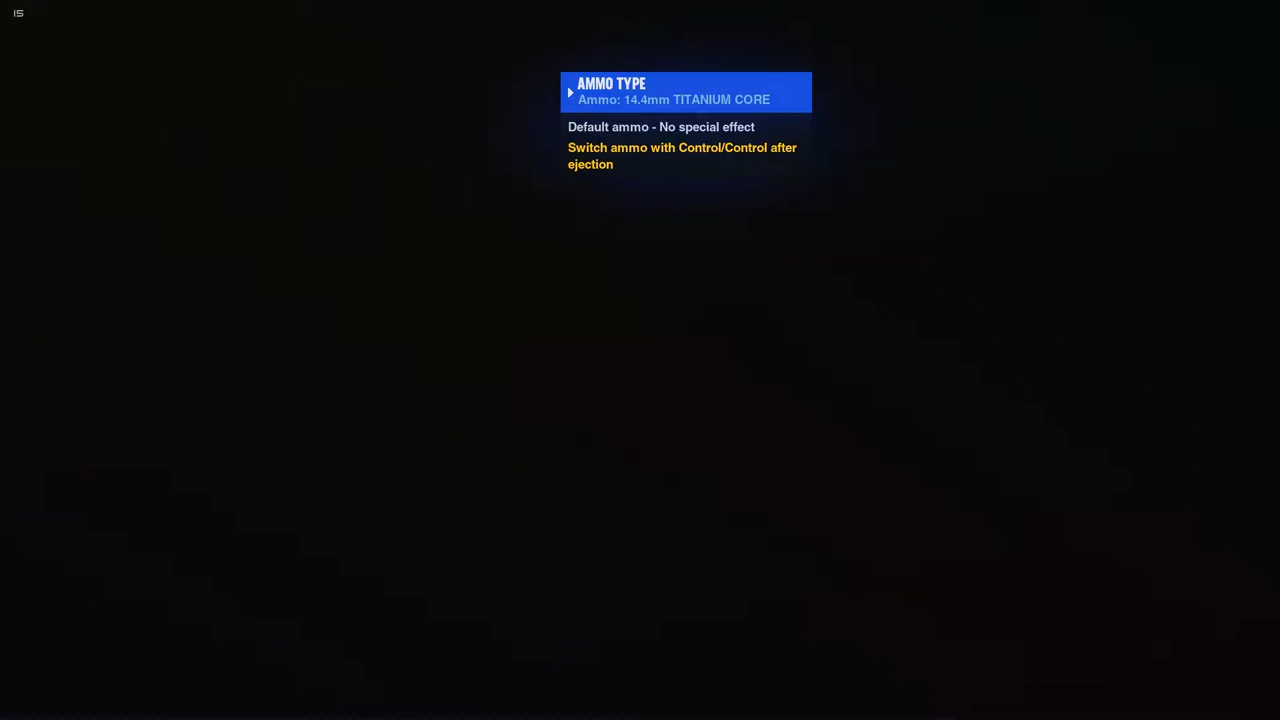 15
AMMO TYPE
Ammo: 14.4mm TITANIUM CORE
Default ammo - No special effect
Switch ammo with Control/Control after
ejection